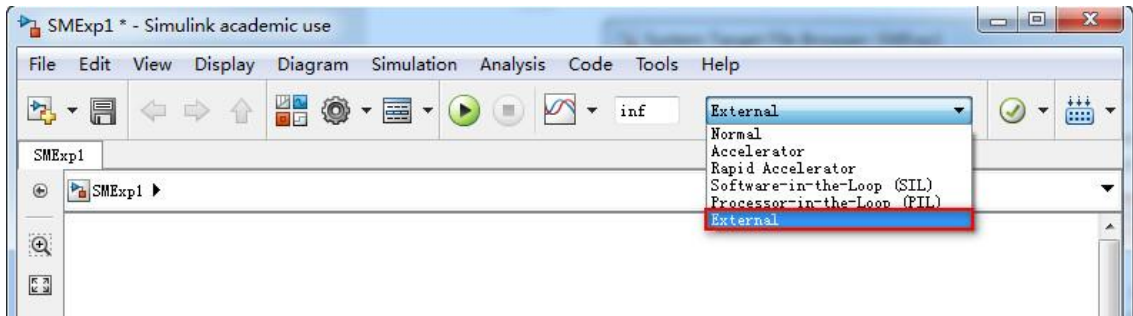 SMExp1 * - Simulink academic use
File Edit View Display Diagram Simulation Analysis Code Tools Help
inf External
Normal
Accelerator
Rapid Accelerator
Software-in-the-Loop (SIL)
Processor-in-the-Loop (PIL)
External
SMExp1
SMExp1